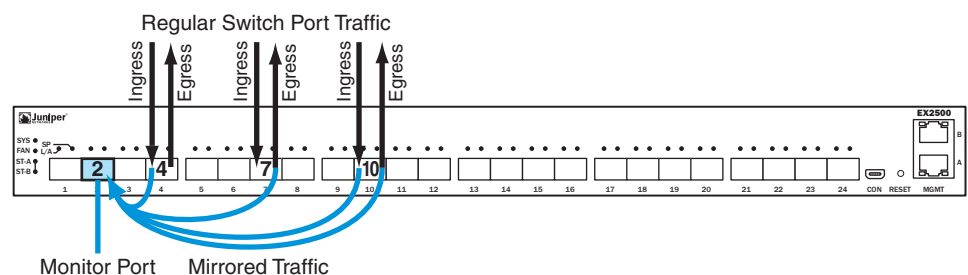 Regular Switch Port Traffic
Ingress Egress Ingress Egress Ingress Egress
Juniper
NETWORKS
EX2500
SYS SP
FAN L/A
ST-A
ST-B
B
A
2 4 7 10
1 3 4 5 6 7 8 9 10 11 12 13 14 15 16 17 18 19 20 21 22 23 24 CON RESET MGMT
Monitor Port Mirrored Traffic